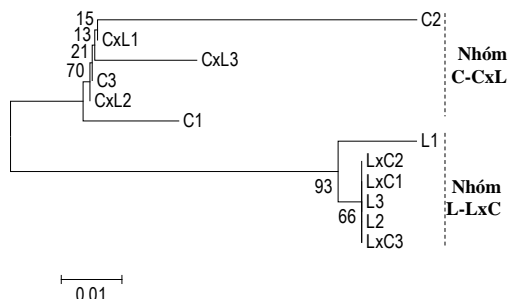 15
C2
13
CxL1
21
CxL3
70
C3
CxL2
C1
Nhóm
C-CxL
L1
LxC2
93
LxC1
L3
66
L2
LxC3
Nhóm
L-LxC
0.01